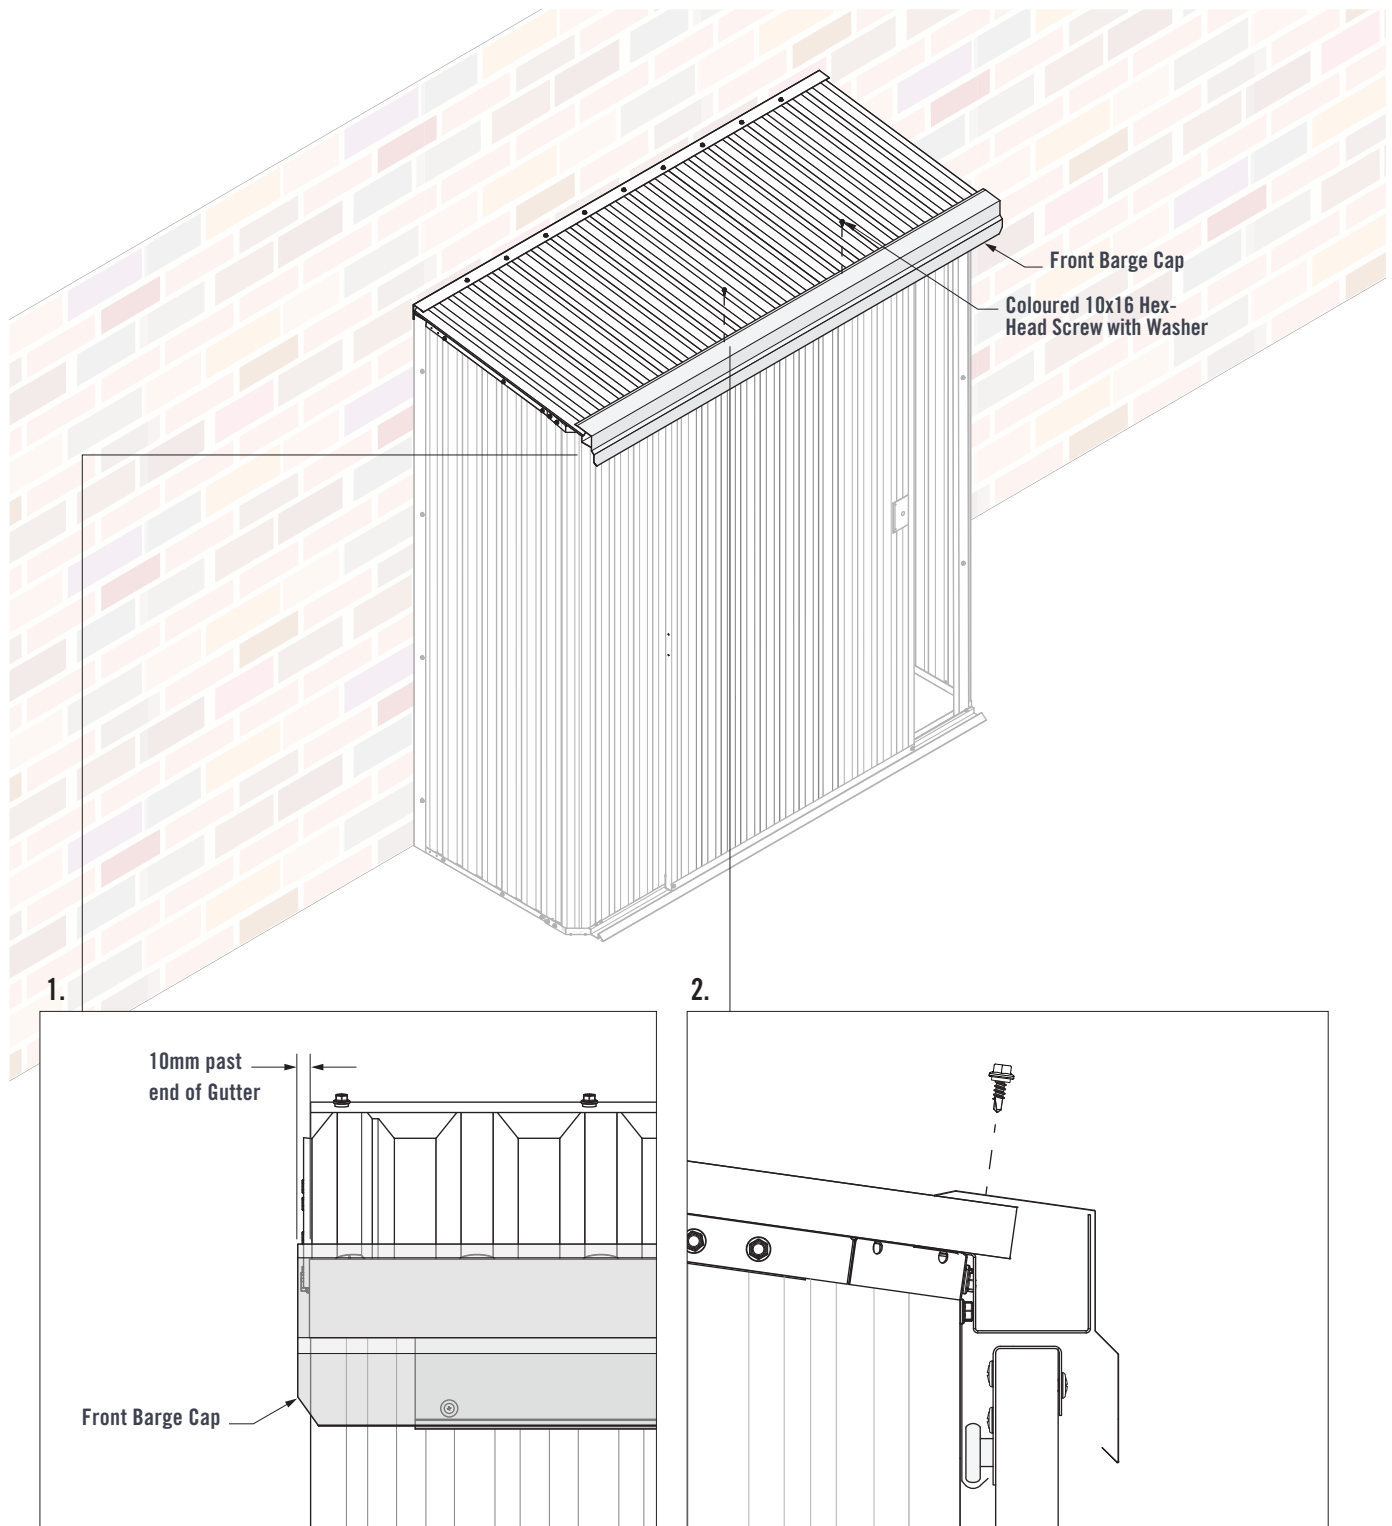 Front Barge Cap
Coloured 10x16 Hex-
Head Screw with Washer
1.
2.
10mm past
end of Gutter
Front Barge Cap